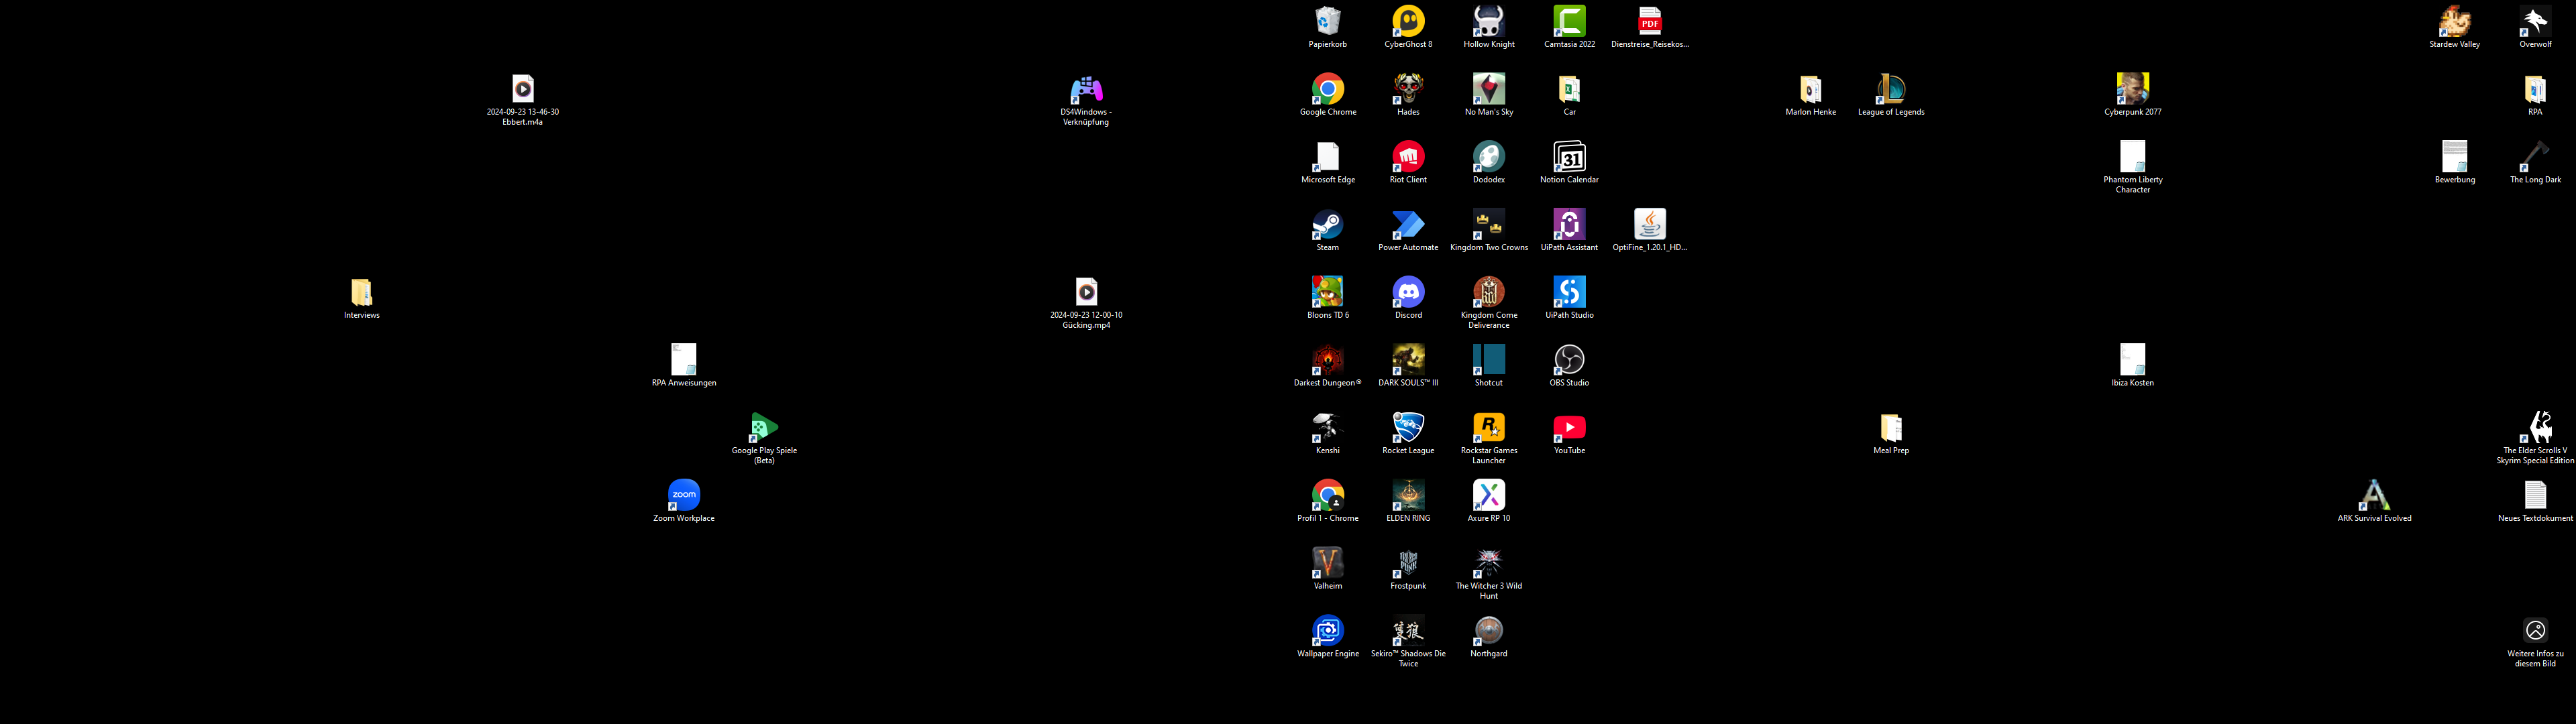 Papierkorb
CyberGhost 8
Hollow Knight
Camtasia 2022
Dienstreise_Reisekos...
PDF
Stardew Valley
Overwolf
2024-09-23 13-46-30
Ebbert.m4a
DS4Windows -
Verknüpfung
Google Chrome
Hades
No Man's Sky
Car
Marlon Henke
League of Legends
Cyberpunk 2077
RPA
Microsoft Edge
Riot Client
Dododex
31
Notion Calendar
Phantom Liberty
Character
Bewerbung
The Long Dark
Steam
Power Automate
Kingdom Two Crowns
UiPath Assistant
OptiFine_1.20.1_HD...
Interviews
2024-09-23 12-00-10
Gücking.mp4
Bloons TD 6
Discord
Kingdom Come
Deliverance
UiPath Studio
RPA Anweisungen
Darkest Dungeon®
DARK SOULS™ III
Shotcut
OBS Studio
Ibiza Kosten
Google Play Spiele
(Beta)
Kenshi
Rocket League
Rockstar Games
Launcher
YouTube
Meal Prep
The Elder Scrolls V
Skyrim Special Edition
zoom
Zoom Workplace
Profil 1 - Chrome
ELDEN RING
Axure RP 10
ARK Survival Evolved
Neues Textdokument
Valheim
Frostpunk
The Witcher 3 Wild
Hunt
Wallpaper Engine
隻狼
Sekiro™ Shadows Die
Twice
Northgard
Weitere Infos zu
diesem Bild